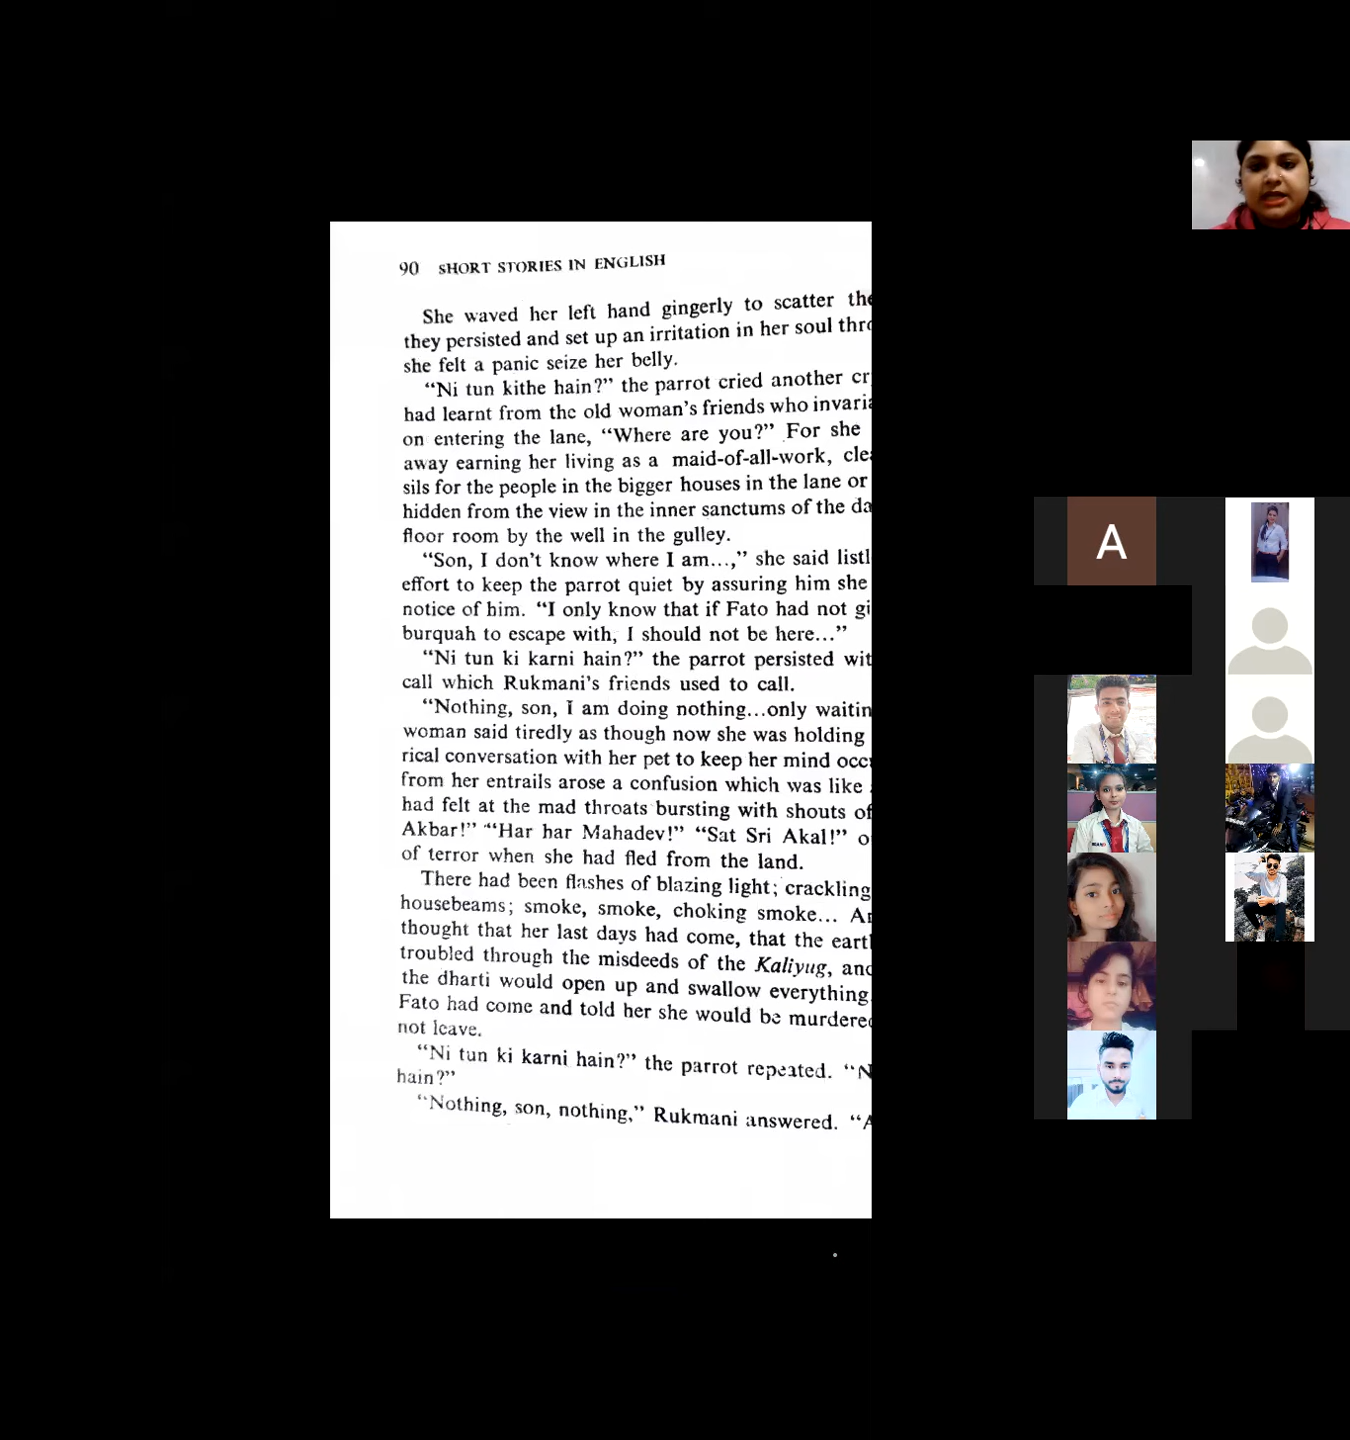 90 SHORT STORIES IN ENGLISH
She waved her left hand gingerly to scatter the
they persisted and set up an irritation in her soul thro
she felt a panic seize her belly.
“Ni tun kithe hain?” the parrot cried another cr
had learnt from the old woman’s friends who invaria
on entering the lane, “Where are you?” For she
away earning her living as a maid-of-all-work, clea
sils for the people in the bigger houses in the lane or
hidden from the view in the inner sanctums of the da
floor room by the well in the gulley.
“Son, I don’t know where I am...,” she said listl
effort to keep the parrot quiet by assuring him she
notice of him. “I only know that if Fato had not gi
burquah to escape with, I should not be here...”
“Ni tun ki karni hain?” the parrot persisted wit
call which Rukmani’s friends used to call.
“Nothing, son, I am doing nothing...only waitin
woman said tiredly as though now she was holding
rical conversation with her pet to keep her mind occu
from her entrails arose a confusion which was like
had felt at the mad throats bursting with shouts of
Akbar!” “Har har Mahadev!” “Sat Sri Akal!” o
of terror when she had fled from the land.
There had been flashes of blazing light; crackling
housebeams; smoke, smoke, choking smoke... An
thought that her last days had come, that the eart
troubled through the misdeeds of the Kaliyug, and
the dharti would open up and swallow everything.
Fato had come and told her she would be murdered
not leave.
“Ni tun ki karni hain?” the parrot repeated. “N
hain?”
“Nothing, son, nothing,” Rukmani answered. “A
A